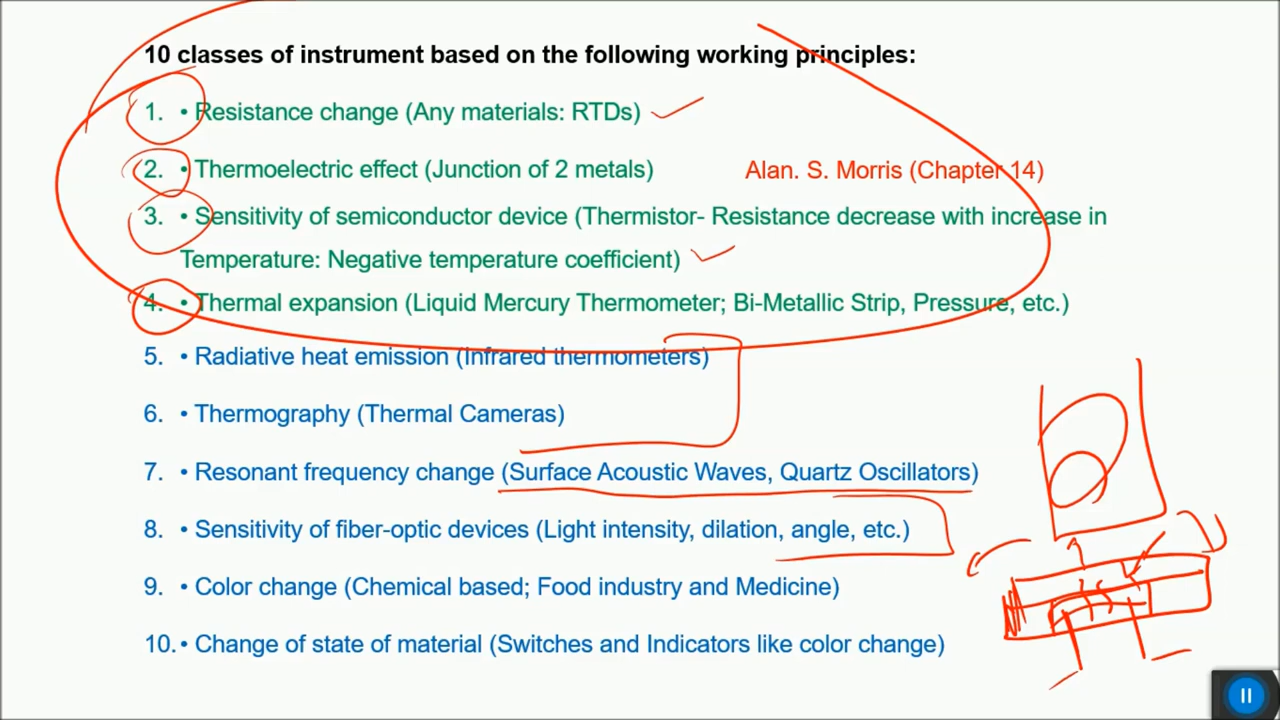 10 classes of instrument based on the following working principles:
1. • Resistance change (Any materials: RTDs)
2. • Thermoelectric effect (Junction of 2 metals)
Alan. S. Morris (Chapter 14)
3. • Sensitivity of semiconductor device (Thermistor- Resistance decrease with increase in
Temperature: Negative temperature coefficient)
4. • Thermal expansion (Liquid Mercury Thermometer; Bi-Metallic Strip, Pressure, etc.)
5. • Radiative heat emission (Infrared thermometers)
6. • Thermography (Thermal Cameras)
7. • Resonant frequency change (Surface Acoustic Waves, Quartz Oscillators)
8. • Sensitivity of fiber-optic devices (Light intensity, dilation, angle, etc.)
9. • Color change (Chemical based; Food industry and Medicine)
10. • Change of state of material (Switches and Indicators like color change)